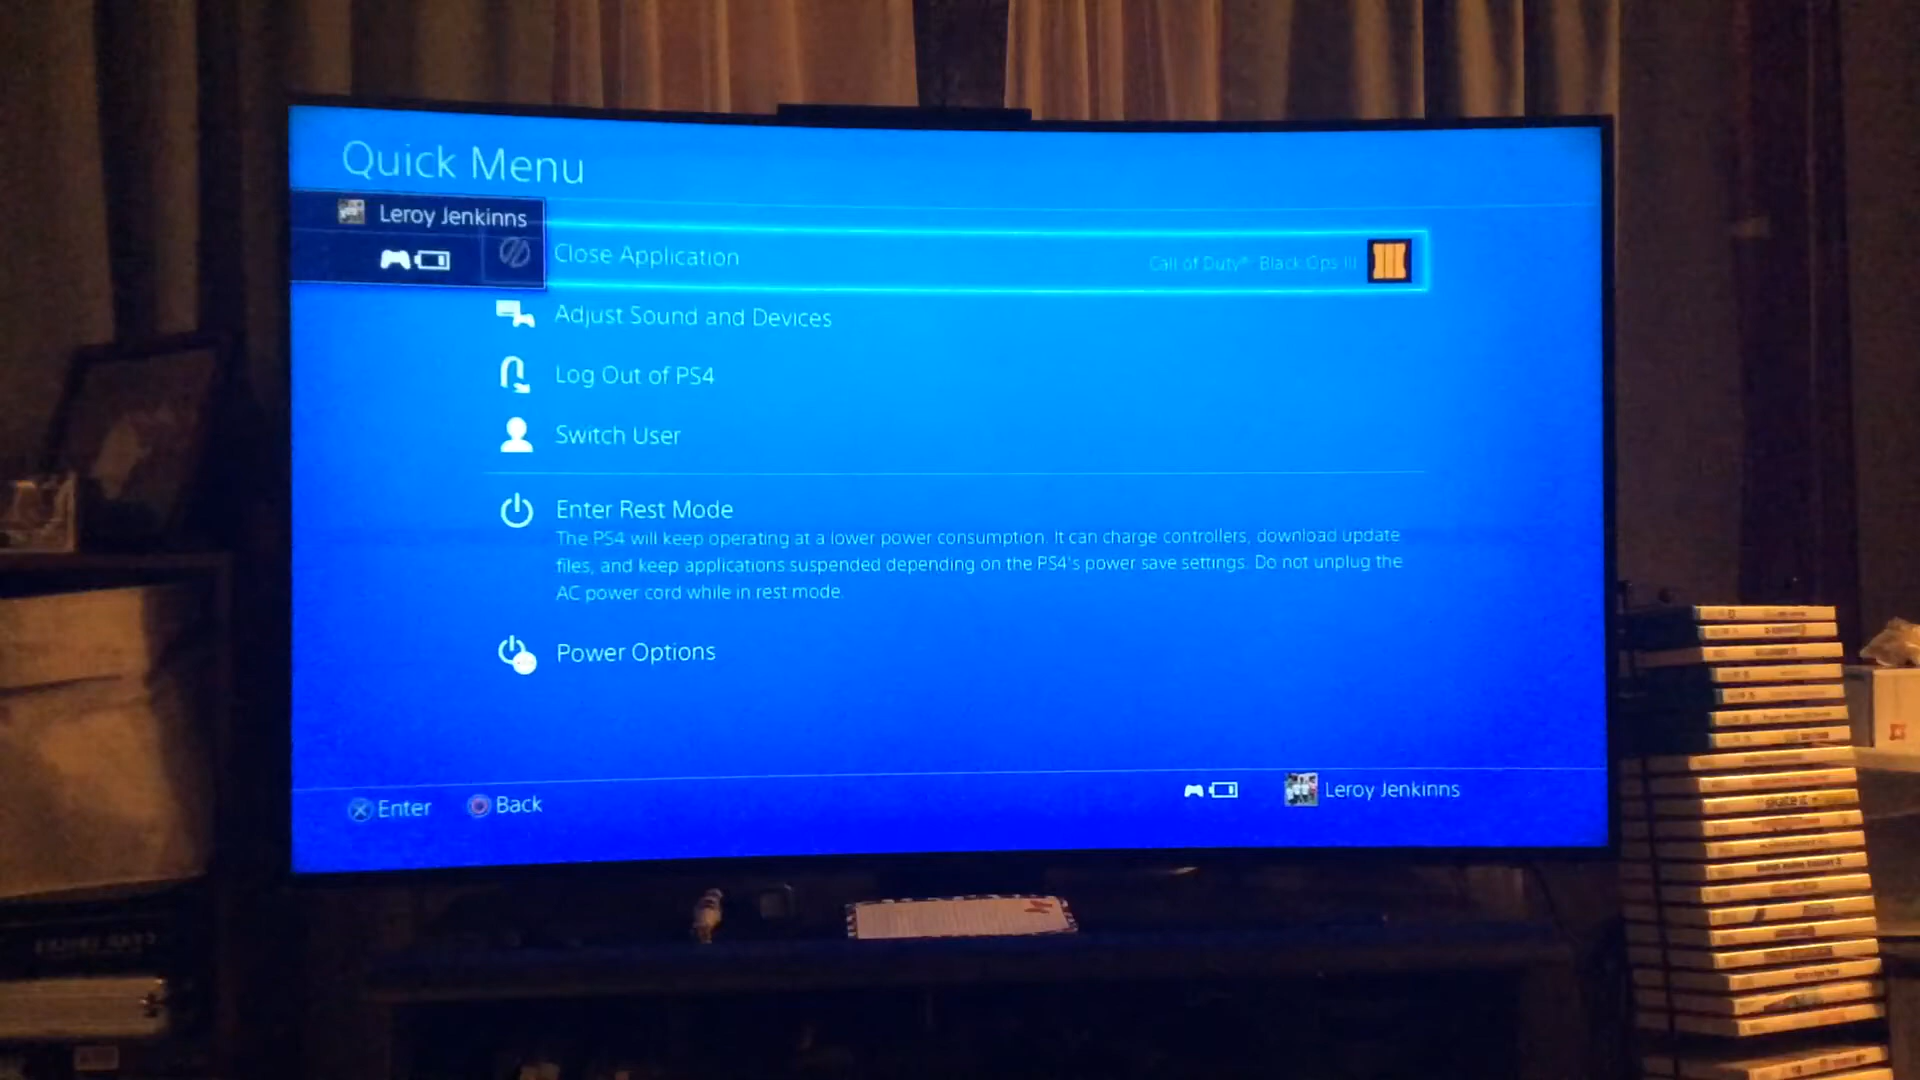 Quick Menu
Leroy Jenkinns
Close Application
Call of Duty® Black Ops III
Adjust Sound and Devices
Log Out of PS4
Switch User
Enter Rest Mode
The PS4 will keep operating at a lower power consumption. It can charge controllers, download update
files, and keep applications suspended depending on the PS4's power save settings. Do not unplug the
AC power cord while in rest mode.
Power Options
Enter
Back
Leroy Jenkinns
skate